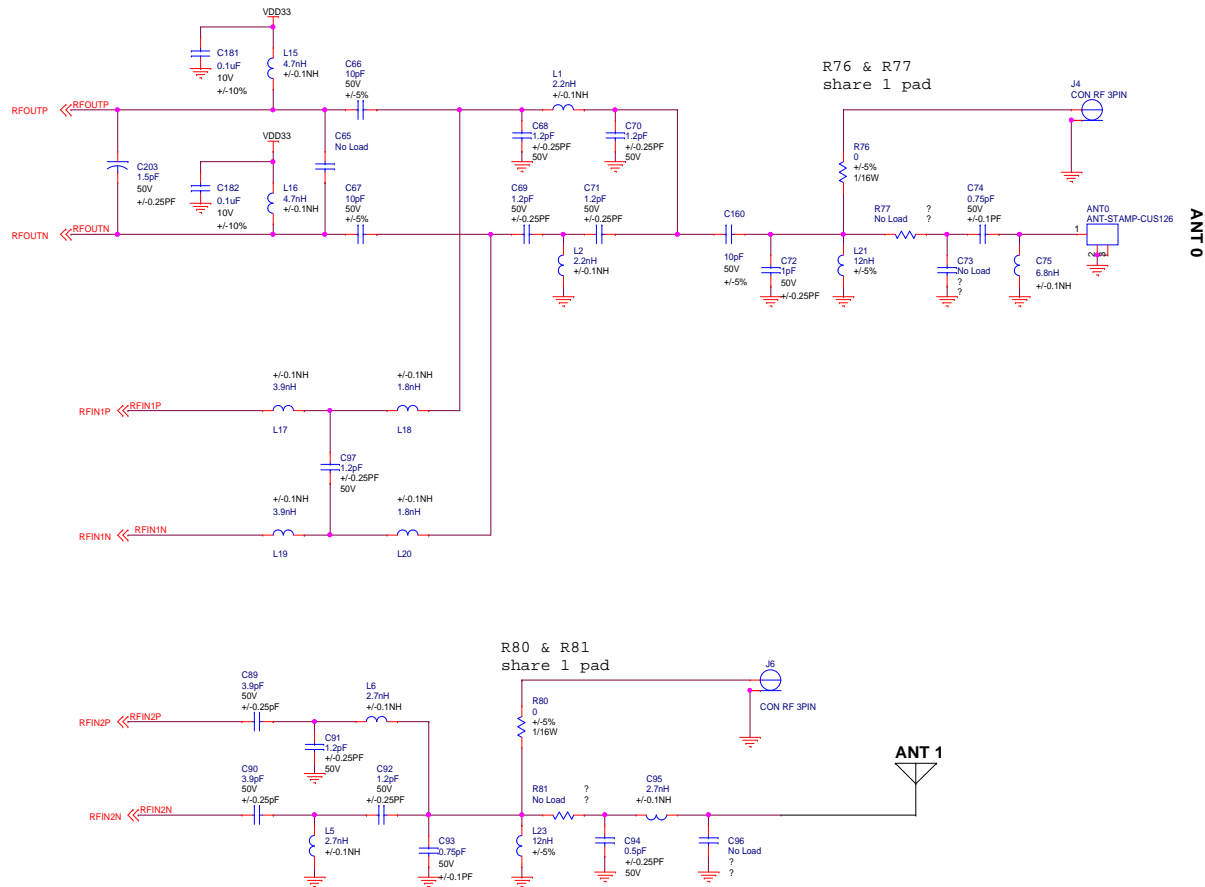 VDD33
C181
0.1uF
10V
+/-10%
L15
4.7nH
+/-0.1NH
C66
10pF
50V
+/-5%
L1
2.2nH
+/-0.1NH
R76 & R77
share 1 pad
J4
CON RF 3PIN
RFOUTP
RFOUTP
C203
1.5pF
50V
+/-0.25PF
VDD33
C182
0.1uF
10V
+/-10%
L16
4.7nH
+/-0.1NH
C65
No Load
C67
10pF
50V
+/-5%
C68
1.2pF
+/-0.25PF
50V
C70
1.2pF
+/-0.25PF
50V
R76
0
+/-5%
1/16W
C69
1.2pF
50V
+/-0.25PF
C71
1.2pF
50V
+/-0.25PF
R77
No Load
?
?
C74
0.75pF
50V
+/-0.1PF
ANT0
ANT-STAMP-CUS126
1
2
3
ANT 0
RFOUTN
RFOUTN
L2
2.2nH
+/-0.1NH
C160
10pF
50V
+/-5%
C72
1pF
50V
+/-0.25PF
L21
12nH
+/-5%
C73
No Load
?
?
C75
6.8nH
+/-0.1NH
+/-0.1NH
3.9nH
L17
+/-0.1NH
1.8nH
L18
RFIN1P
RFIN1P
C97
1.2pF
+/-0.25PF
50V
+/-0.1NH
3.9nH
L19
+/-0.1NH
1.8nH
L20
RFIN1N
RFIN1N
R80 & R81
share 1 pad
J6
CON RF 3PIN
C89
3.9pF
50V
+/-0.25pF
L6
2.7nH
+/-0.1NH
R80
0
+/-5%
1/16W
RFIN2P
RFIN2P
C91
1.2pF
+/-0.25PF
50V
C90
3.9pF
50V
+/-0.25pF
C92
1.2pF
50V
+/-0.25PF
R81
No Load
?
?
C95
2.7nH
+/-0.1NH
ANT 1
RFIN2N
RFIN2N
L5
2.7nH
+/-0.1NH
C93
0.75pF
50V
+/-0.1PF
L23
12nH
+/-5%
C94
0.5pF
+/-0.25PF
50V
C96
No Load
?
?